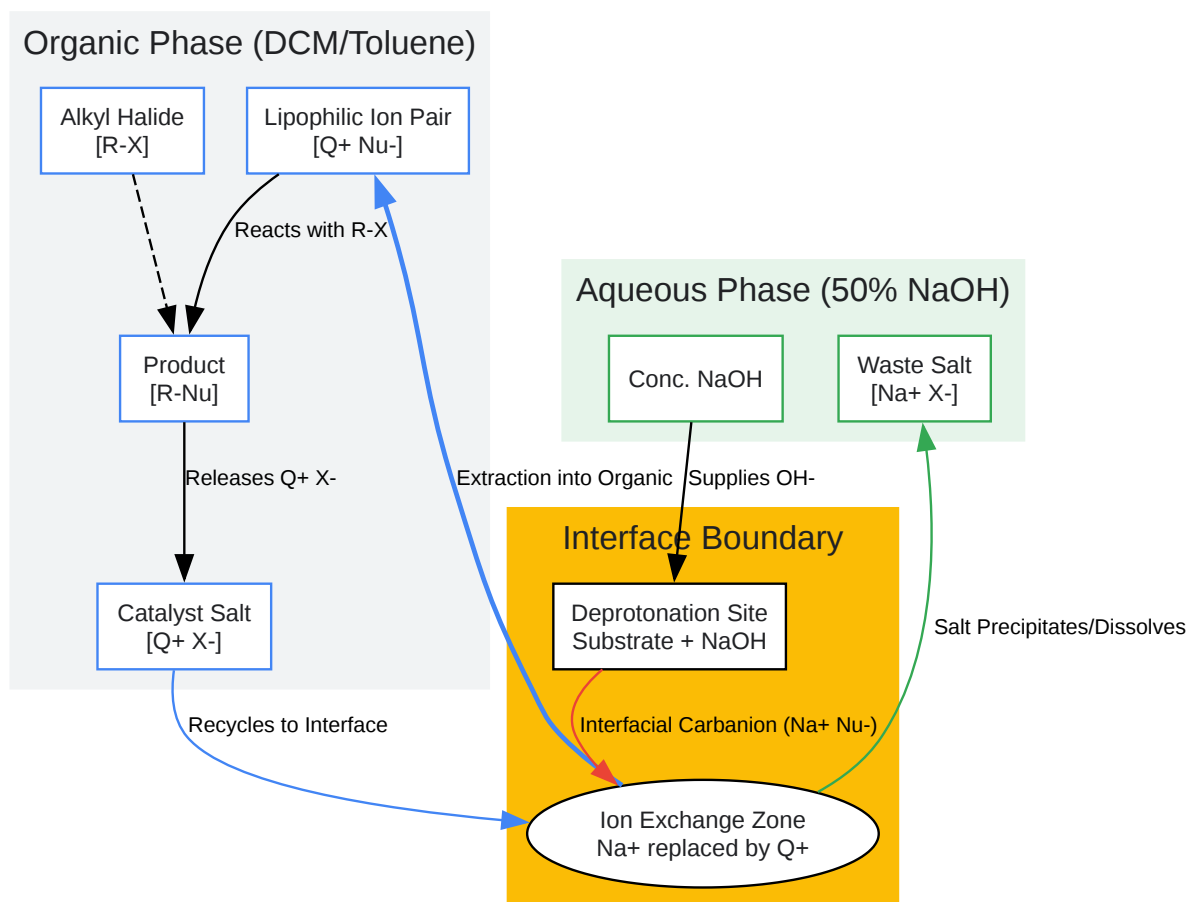 Organic Phase (DCM/Toluene)
Alkyl Halide
[R-X]
Lipophilic Ion Pair
[Q+ Nu-]
Reacts with R-X
Product
[R-Nu]
Releases Q+ X-
Catalyst Salt
[Q+ X-]
Recycles to Interface
Extraction into Organic
Aqueous Phase (50% NaOH)
Conc. NaOH
Waste Salt
[Na+ X-]
Supplies OH-
Interface Boundary
Deprotonation Site
Substrate + NaOH
Salt Precipitates/Dissolves
Interfacial Carbanion (Na+ Nu-)
Ion Exchange Zone
Na+ replaced by Q+